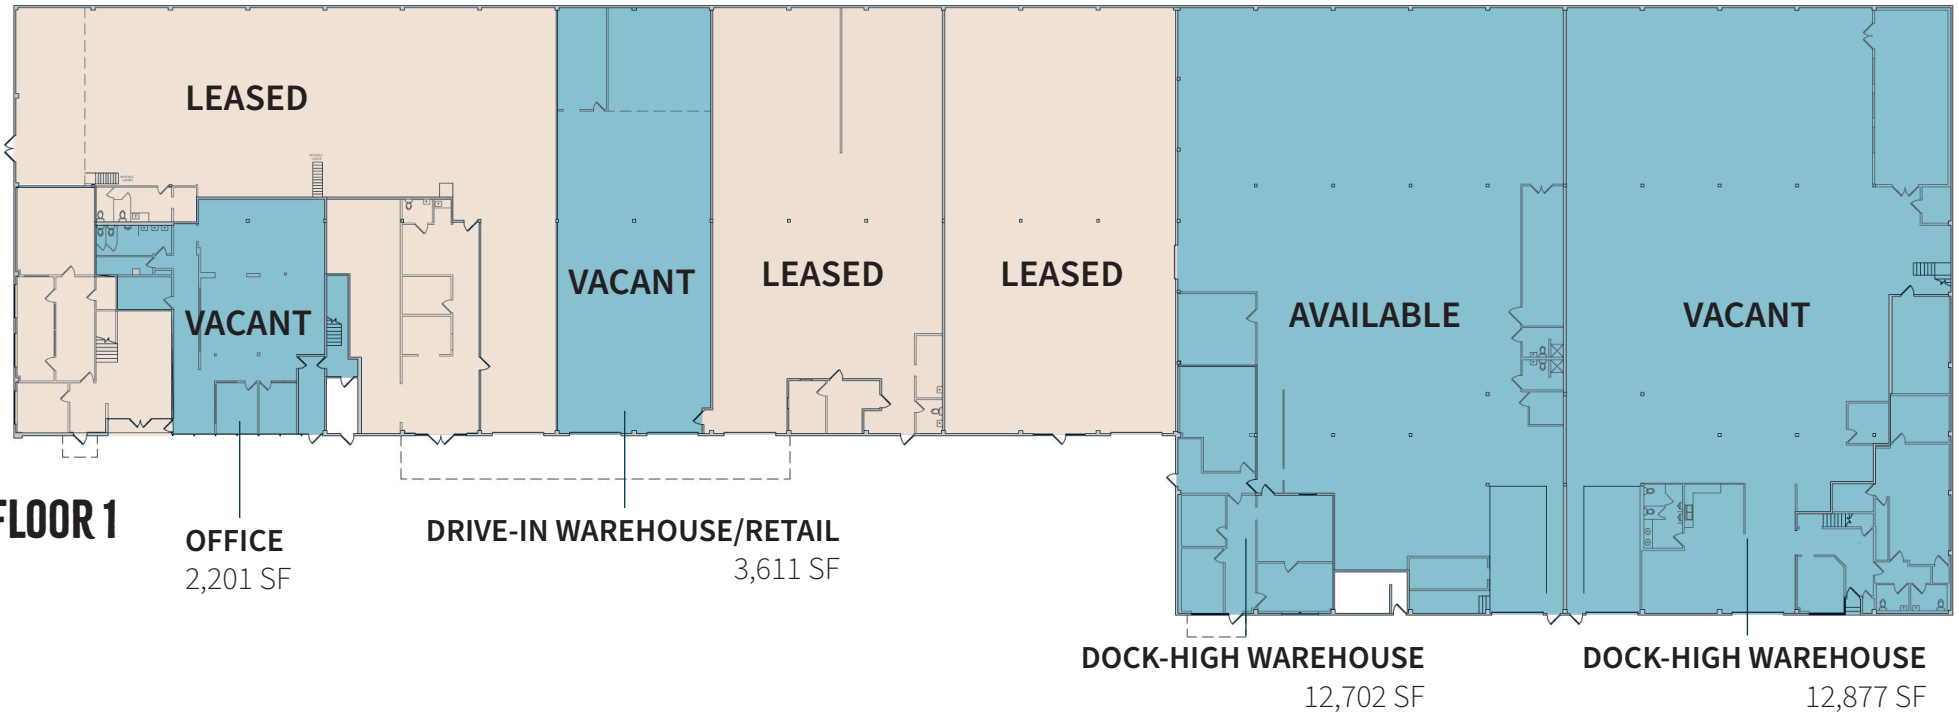 LEASED
VACANT
VACANT
LEASED
LEASED
AVAILABLE
VACANT
FLOOR 1
OFFICE
2,201 SF
DRIVE-IN WAREHOUSE/RETAIL
3,611 SF
DOCK-HIGH WAREHOUSE
12,702 SF
DOCK-HIGH WAREHOUSE
12,877 SF